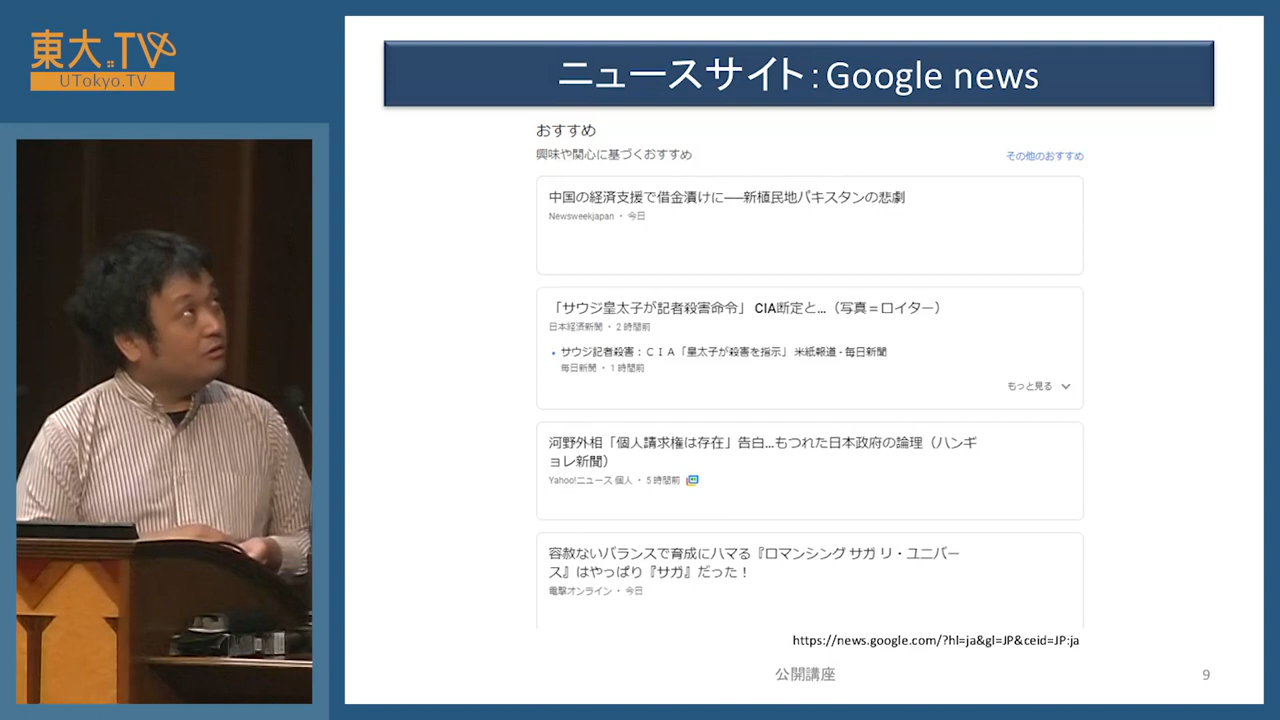 東大.TV
UTokyo.TV
ニュースサイト:Google news
おすすめ
興味や関心に基づくおすすめ
その他のおすすめ
中国の経済支援で借金漬けに──新植民地パキスタンの悲劇
Newsweekjapan・今日
「サウジ皇太子が記者殺害命令」 CIA断定と...（写真＝ロイター）
日本経済新聞・2 時間前
• サウジ記者殺害：ＣＩＡ「皇太子が殺害を指示」 米紙報道 - 毎日新聞
毎日新聞・1 時間前
もっと見る
河野外相「個人請求権は存在」告白...もつれた日本政府の論理（ハンギ
ョレ新聞）
Yahoo!ニュース 個人・5 時間前
容赦ないバランスで育成にハマる『ロマンシング サガ リ・ユニバー
ス』はやっぱり『サガ』だった！
電撃オンライン・今日
https://news.google.com/?hl=ja&gl=JP&ceid=JP:ja
公開講座
9